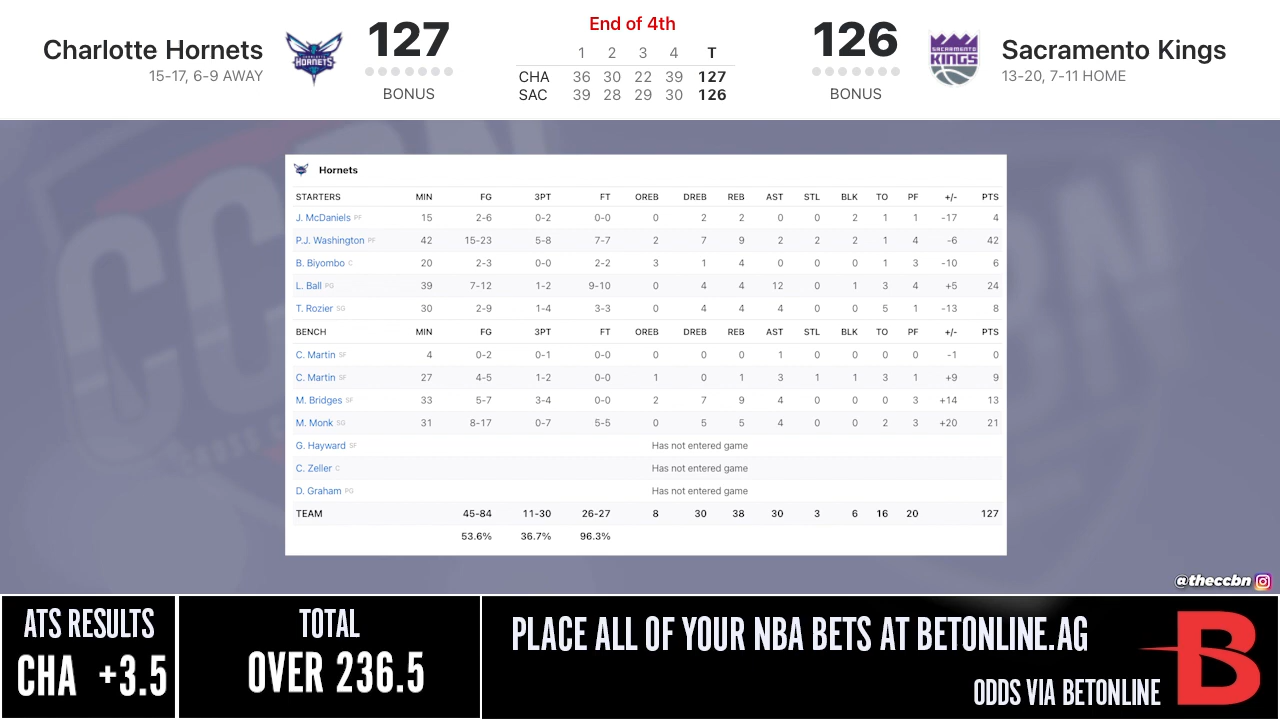 End of 4th
Charlotte Hornets
15-17, 6-9 AWAY
HORNETS
127
BONUS
1 2 3 4 T
CHA 36 30 22 39 127
SAC 39 28 29 30 126
126
BONUS
SACRAMENTO
KINGS
Sacramento Kings
13-20, 7-11 HOME
CCBN
Hornets
STARTERS MIN FG 3PT FT OREB DREB REB AST STL BLK TO PF +/- PTS
J. McDaniels PF 15 2-6 0-2 0-0 0 2 2 0 0 2 1 1 -17 4
P.J. Washington PF 42 15-23 5-8 7-7 2 7 9 2 2 2 1 4 -6 42
B. Biyombo C 20 2-3 0-0 2-2 3 1 4 0 0 0 1 3 -10 6
L. Ball PG 39 7-12 1-2 9-10 0 4 4 12 0 1 3 4 +5 24
T. Rozier SG 30 2-9 1-4 3-3 0 4 4 4 0 0 5 1 -13 8
BENCH MIN FG 3PT FT OREB DREB REB AST STL BLK TO PF +/- PTS
C. Martin SF 4 0-2 0-1 0-0 0 0 0 1 0 0 0 0 -1 0
C. Martin SF 27 4-5 1-2 0-0 1 0 1 3 1 1 3 1 +9 9
M. Bridges SF 33 5-7 3-4 0-0 2 7 9 4 0 0 0 3 +14 13
M. Monk SG 31 8-17 0-7 5-5 0 5 5 4 0 0 2 3 +20 21
G. Hayward SF Has not entered game
C. Zeller C Has not entered game
D. Graham PG Has not entered game
TEAM 45-84 11-30 26-27 8 30 38 30 3 6 16 20 127
53.6% 36.7% 96.3%
@theccbn
ATS RESULTS
CHA +3.5
TOTAL
OVER 236.5
PLACE ALL OF YOUR NBA BETS AT BETONLINE.AG
ODDS VIA BETONLINE
B